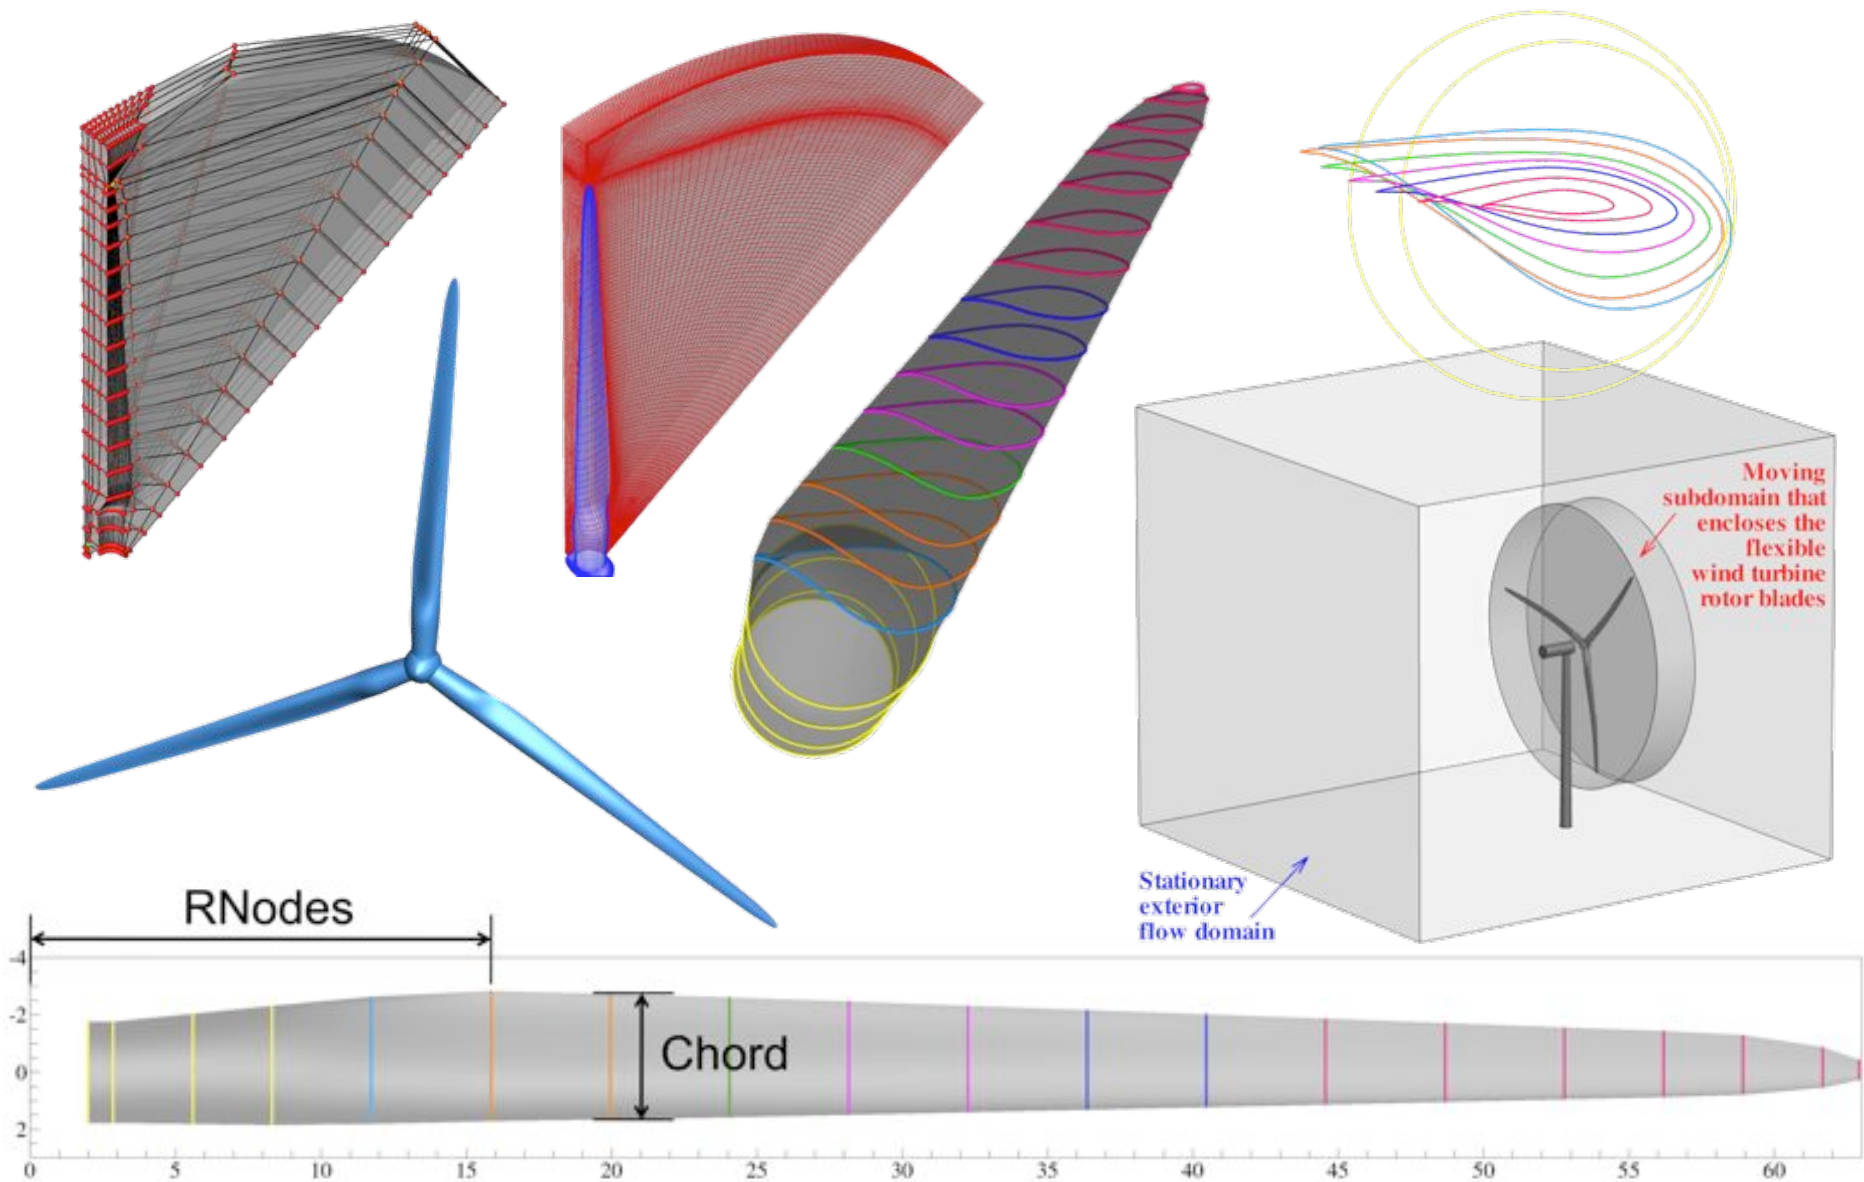 Moving
subdomain that
encloses the
flexible
wind turbine
rotor blades
Stationary
exterior
flow domain
RNodes
Chord
-4
-2
0
2
0 5 10 15 20 25 30 35 40 45 50 55 60